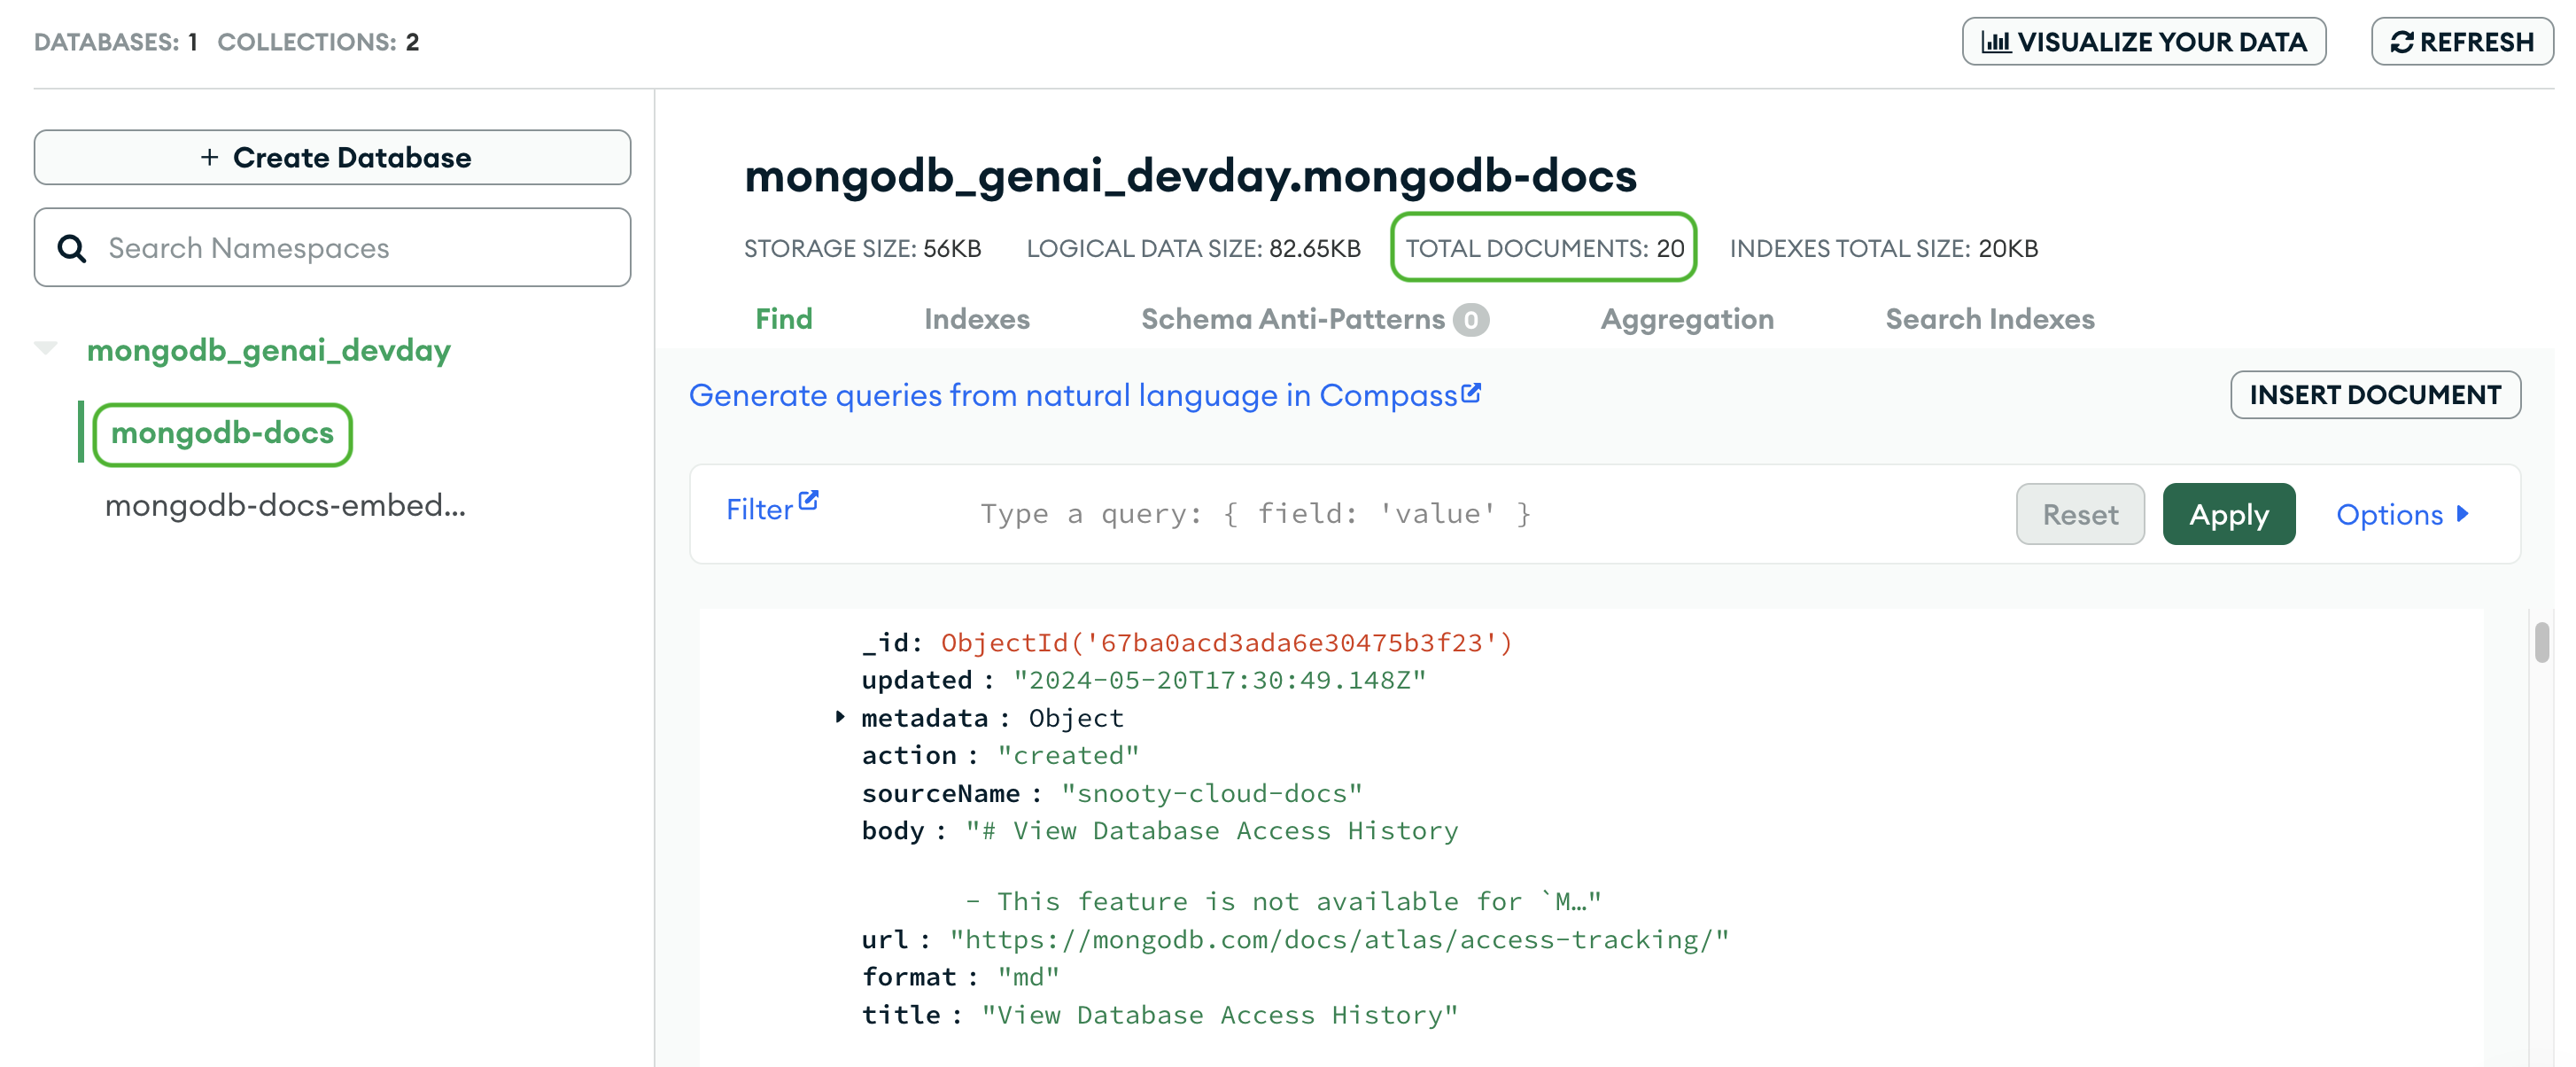 DATABASES: 1 COLLECTIONS: 2
VISUALIZE YOUR DATA
REFRESH
+ Create Database
Search Namespaces
mongodb_genai_devday
mongodb-docs
mongodb-docs-embed...
mongodb_genai_devday.mongodb-docs
STORAGE SIZE: 56KB LOGICAL DATA SIZE: 82.65KB TOTAL DOCUMENTS: 20 INDEXES TOTAL SIZE: 20KB
Find Indexes Schema Anti-Patterns 0 Aggregation Search Indexes
Generate queries from natural language in Compass
INSERT DOCUMENT
Filter Type a query: { field: 'value' } Reset Apply Options
_id: ObjectId('67ba0acd3ada6e30475b3f23')
updated : "2024-05-20T17:30:49.148Z"
metadata : Object
action : "created"
sourceName : "snooty-cloud-docs"
body : "# View Database Access History
- This feature is not available for `M…"
url : "https://mongodb.com/docs/atlas/access-tracking/"
format : "md"
title : "View Database Access History"